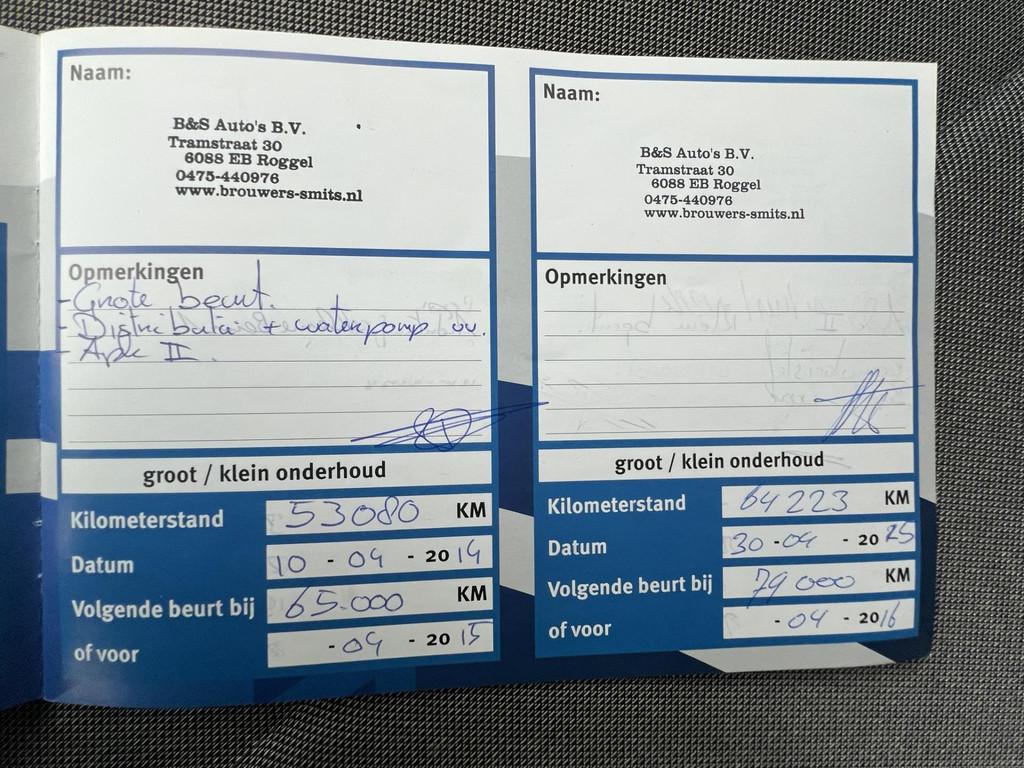 Naam:
B&S Auto's B.V.
Tramstraat 30
6088 EB Roggel
0475-440976
www.brouwers-smits.nl
Opmerkingen
- Grote beurt.
- Distributie + waterpomp vv.
- Apk II.
groot / klein onderhoud
Kilometerstand 53080 KM
Datum 10 - 04 - 2014
Volgende beurt bij 65.000 KM
of voor - 04 - 2015
Naam:
B&S Auto's B.V.
Tramstraat 30
6088 EB Roggel
0475-440976
www.brouwers-smits.nl
Opmerkingen
groot / klein onderhoud
Kilometerstand 64223 KM
Datum 30 - 04 - 20
Volgende beurt bij 79000 KM
of voor - 04 - 2016